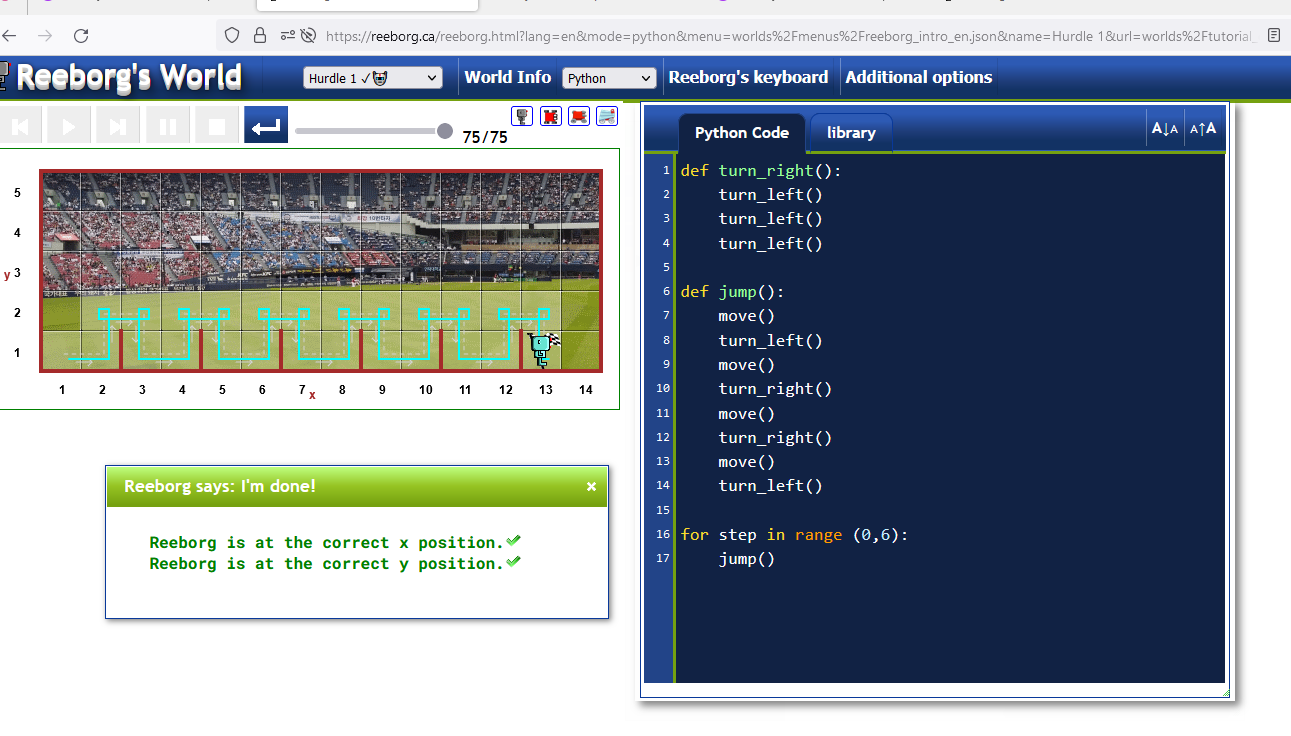 https://reeborg.ca/reeborg.html?lang=en&mode=python&menu=worlds%2Fmenus%2Freeborg_intro_en.json&name=Hurdle 1&url=worlds%2Ftutorial_
Reeborg's World
Hurdle 1 ✓
World Info
Python
Reeborg's keyboard
Additional options
75/75
5
4
y 3
2
1
1 2 3 4 5 6 7 x 8 9 10 11 12 13 14
Reeborg says: I'm done!
×
Reeborg is at the correct x position.
Reeborg is at the correct y position.
Python Code
library
A↓A A↑A
1 def turn_right():
2 turn_left()
3 turn_left()
4 turn_left()
5
6 def jump():
7 move()
8 turn_left()
9 move()
10 turn_right()
11 move()
12 turn_right()
13 move()
14 turn_left()
15
16 for step in range (0,6):
17 jump()